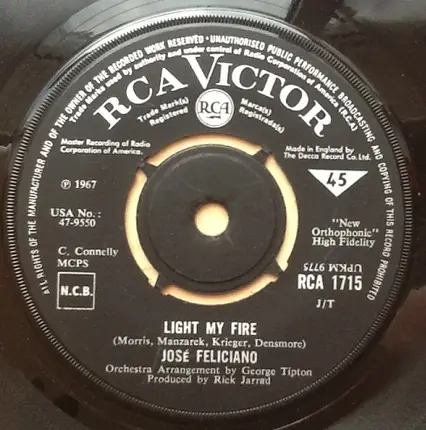 ALL RIGHTS OF THE MANUFACTURER AND OF THE OWNER OF THE RECORDED WORK RESERVED · UNAUTHORISED PUBLIC PERFORMANCE BROADCASTING AND COPYING OF THIS RECORD PROHIBITED
Trade Marks used by authority and under control of Radio Corporation of America (RCA)
RCA VICTOR
Trade Mark(s)
Registered
RCA
Marca(s)
Registrada(s)
Master Recording of Radio
Corporation of America.
Made in England by
The Decca Record Co. Ltd.
℗ 1967
45
USA No.:
47-9550
"New
Orthophonic"
High Fidelity
C. Connelly
MCPS
UPKM 9775
N.C.B.
RCA 1715
J/T
LIGHT MY FIRE
(Morris, Manzarek, Krieger, Densmore)
JOSÉ FELICIANO
Orchestra Arrangement by George Tipton
Produced by Rick Jarrad